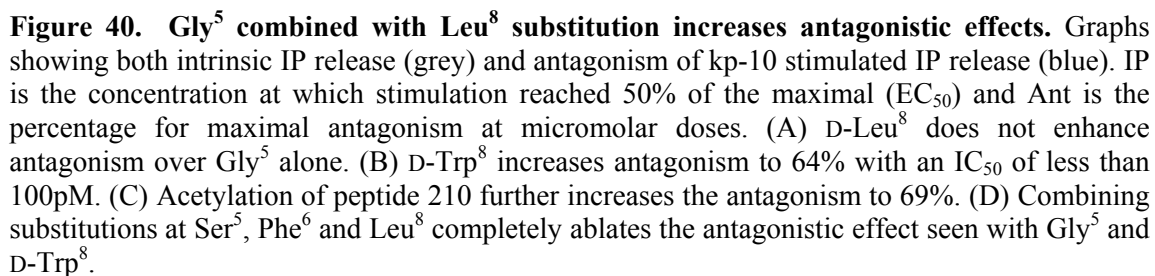 Figure 40. Gly⁵ combined with Leu⁸ substitution increases antagonistic effects. Graphs
showing both intrinsic IP release (grey) and antagonism of kp-10 stimulated IP release (blue). IP
is the concentration at which stimulation reached 50% of the maximal (EC₅₀) and Ant is the
percentage for maximal antagonism at micromolar doses. (A) D-Leu⁸ does not enhance
antagonism over Gly⁵ alone. (B) D-Trp⁸ increases antagonism to 64% with an IC₅₀ of less than
100pM. (C) Acetylation of peptide 210 further increases the antagonism to 69%. (D) Combining
substitutions at Ser⁵, Phe⁶ and Leu⁸ completely ablates the antagonistic effect seen with Gly⁵ and
D-Trp⁸.